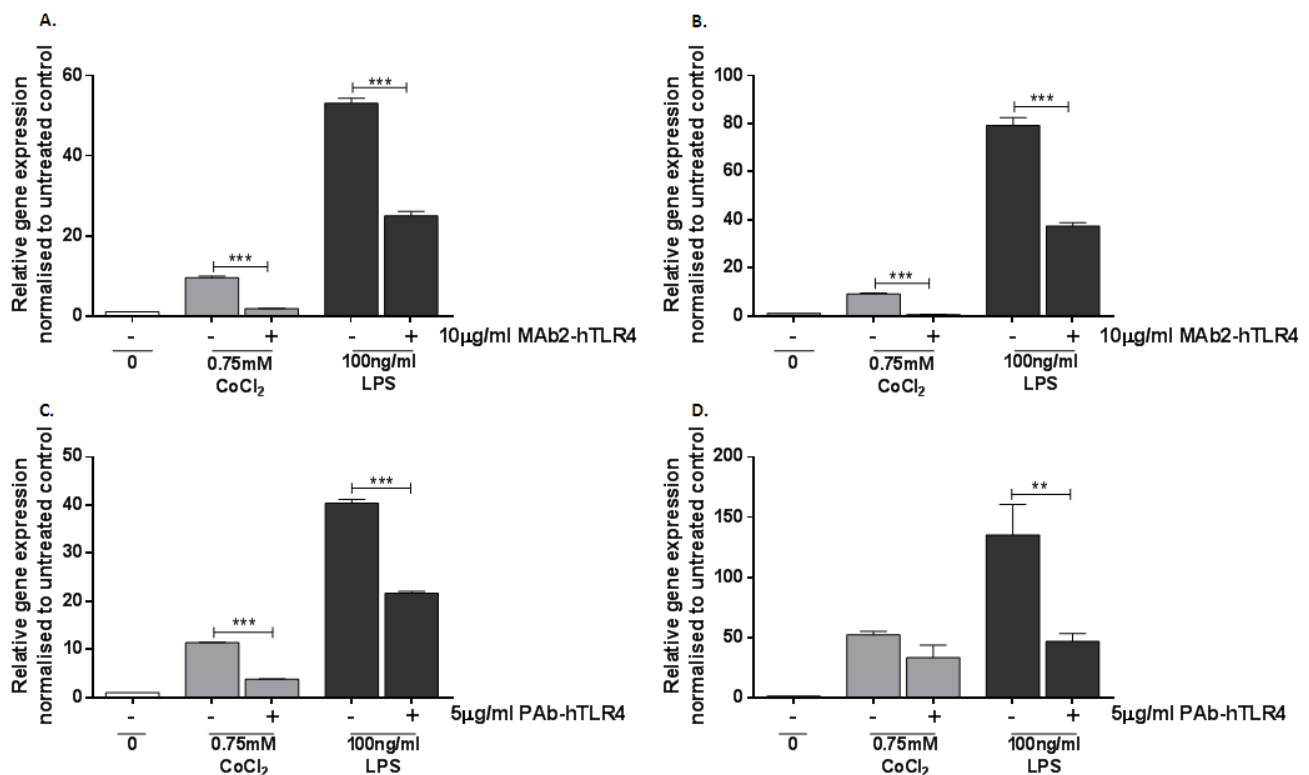 A.
Relative gene expression
normalised to untreated control
60
40
20
0
***
***
- - + - + 10µg/ml MAb2-hTLR4
0 0.75mM 100ng/ml
CoCl₂ LPS
B.
Relative gene expression
normalised to untreated control
100
80
60
40
20
0
***
***
- - + - + 10µg/ml MAb2-hTLR4
0 0.75mM 100ng/ml
CoCl₂ LPS
C.
Relative gene expression
normalised to untreated control
50
40
30
20
10
0
***
***
- - + - + 5µg/ml PAb-hTLR4
0 0.75mM 100ng/ml
CoCl₂ LPS
D.
Relative gene expression
normalised to untreated control
200
150
100
50
0
**
- - + - + 5µg/ml PAb-hTLR4
0 0.75mM 100ng/ml
CoCl₂ LPS